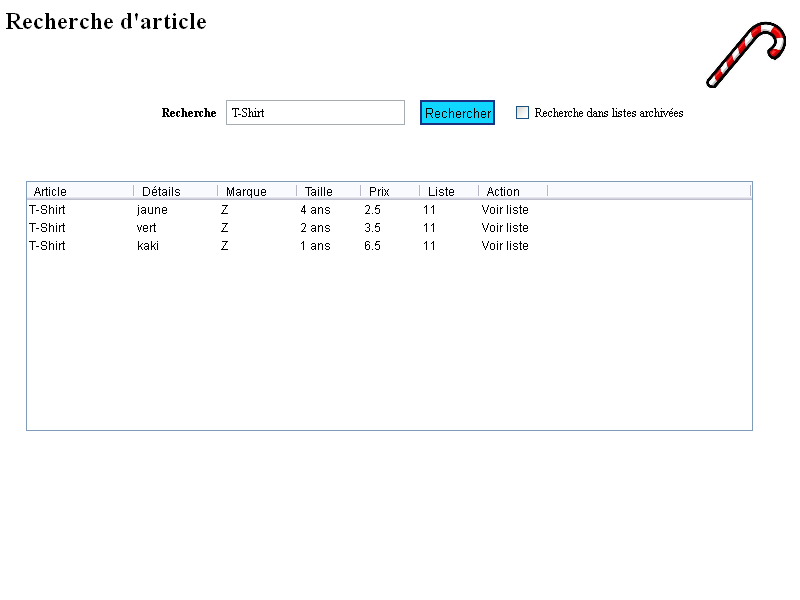 Recherche d'article
Recherche T-Shirt Rechercher Recherche dans listes archivées
Article Détails Marque Taille Prix Liste Action
T-Shirt jaune Z 4 ans 2.5 11 Voir liste
T-Shirt vert Z 2 ans 3.5 11 Voir liste
T-Shirt kaki Z 1 ans 6.5 11 Voir liste